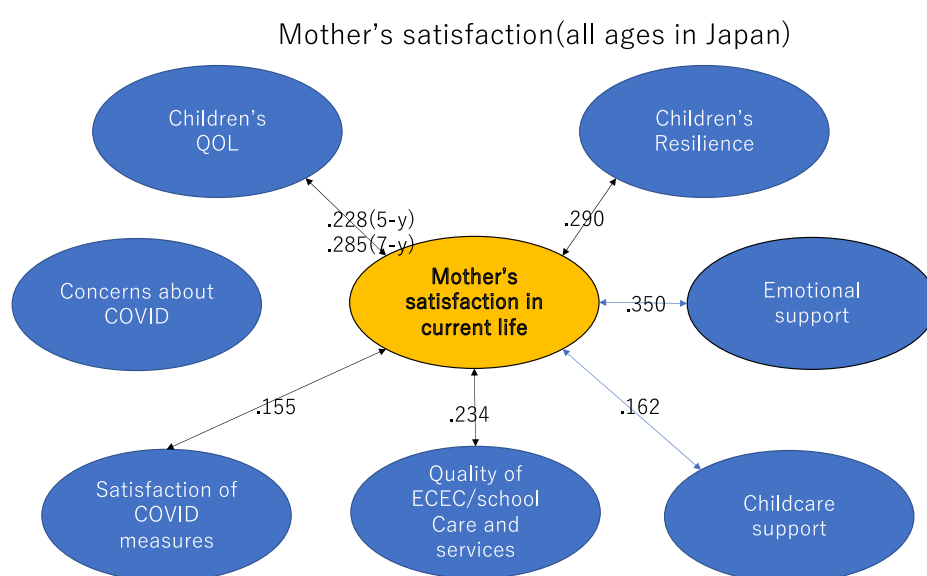 Mother's satisfaction(all ages in Japan)
Children's
QOL
Children's
Resilience
.228(5-y)
.285(7-y)
.290
Concerns about
COVID
Mother's
satisfaction in
current life
.350
Emotional
support
.155
.234
.162
Satisfaction of
COVID
measures
Quality of
ECEC/school
Care and
services
Childcare
support